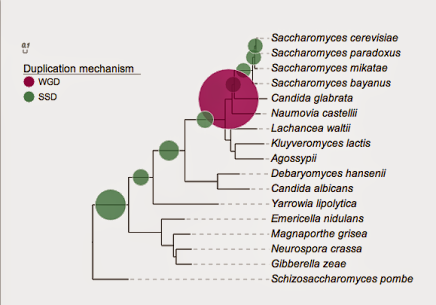 0.1
Duplication mechanism
WGD
SSD
Saccharomyces cerevisiae
Saccharomyces paradoxus
Saccharomyces mikatae
Saccharomyces bayanus
Candida glabrata
Naumovia castellii
Lachancea waltii
Kluyveromyces lactis
Agossypii
Debaryomyces hansenii
Candida albicans
Yarrowia lipolytica
Emericella nidulans
Magnaporthe grisea
Neurospora crassa
Gibberella zeae
Schizosaccharomyces pombe